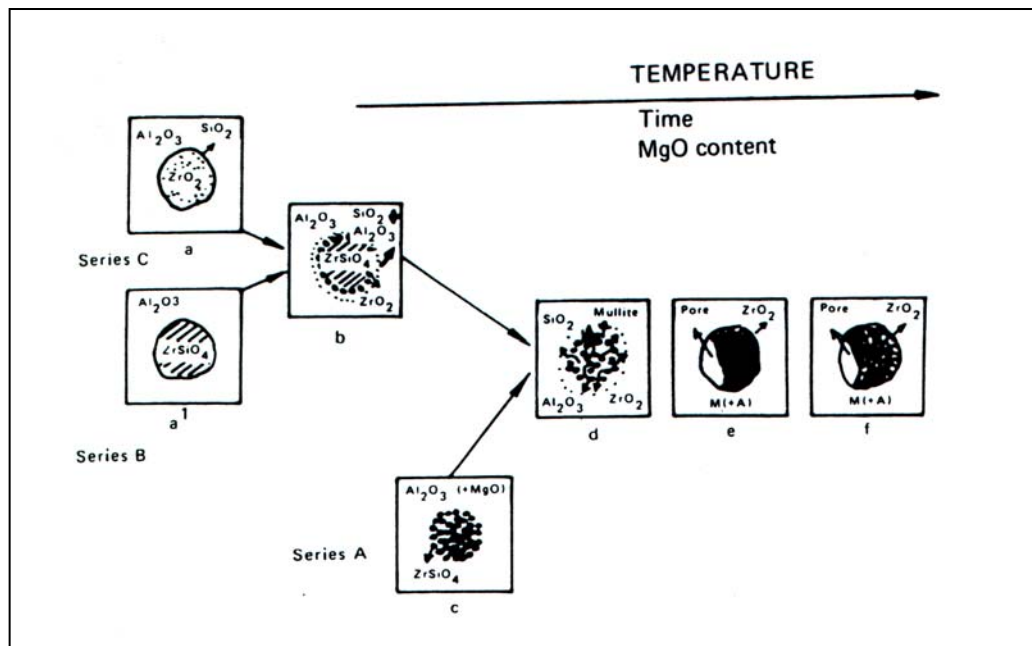 TEMPERATURE
Time
MgO content
Al2O3 SiO2
ZrO2
a
Series C
Al2O3
ZrSiO4
a1
Series B
Al2O3 SiO2
Al2O3
ZrSiO4
ZrO2
b
SiO2 Mullite
Al2O3 ZrO2
d
Pore ZrO2
M(+A)
e
Pore ZrO2
M(+A)
f
Series A
Al2O3 (+MgO)
ZrSiO4
c